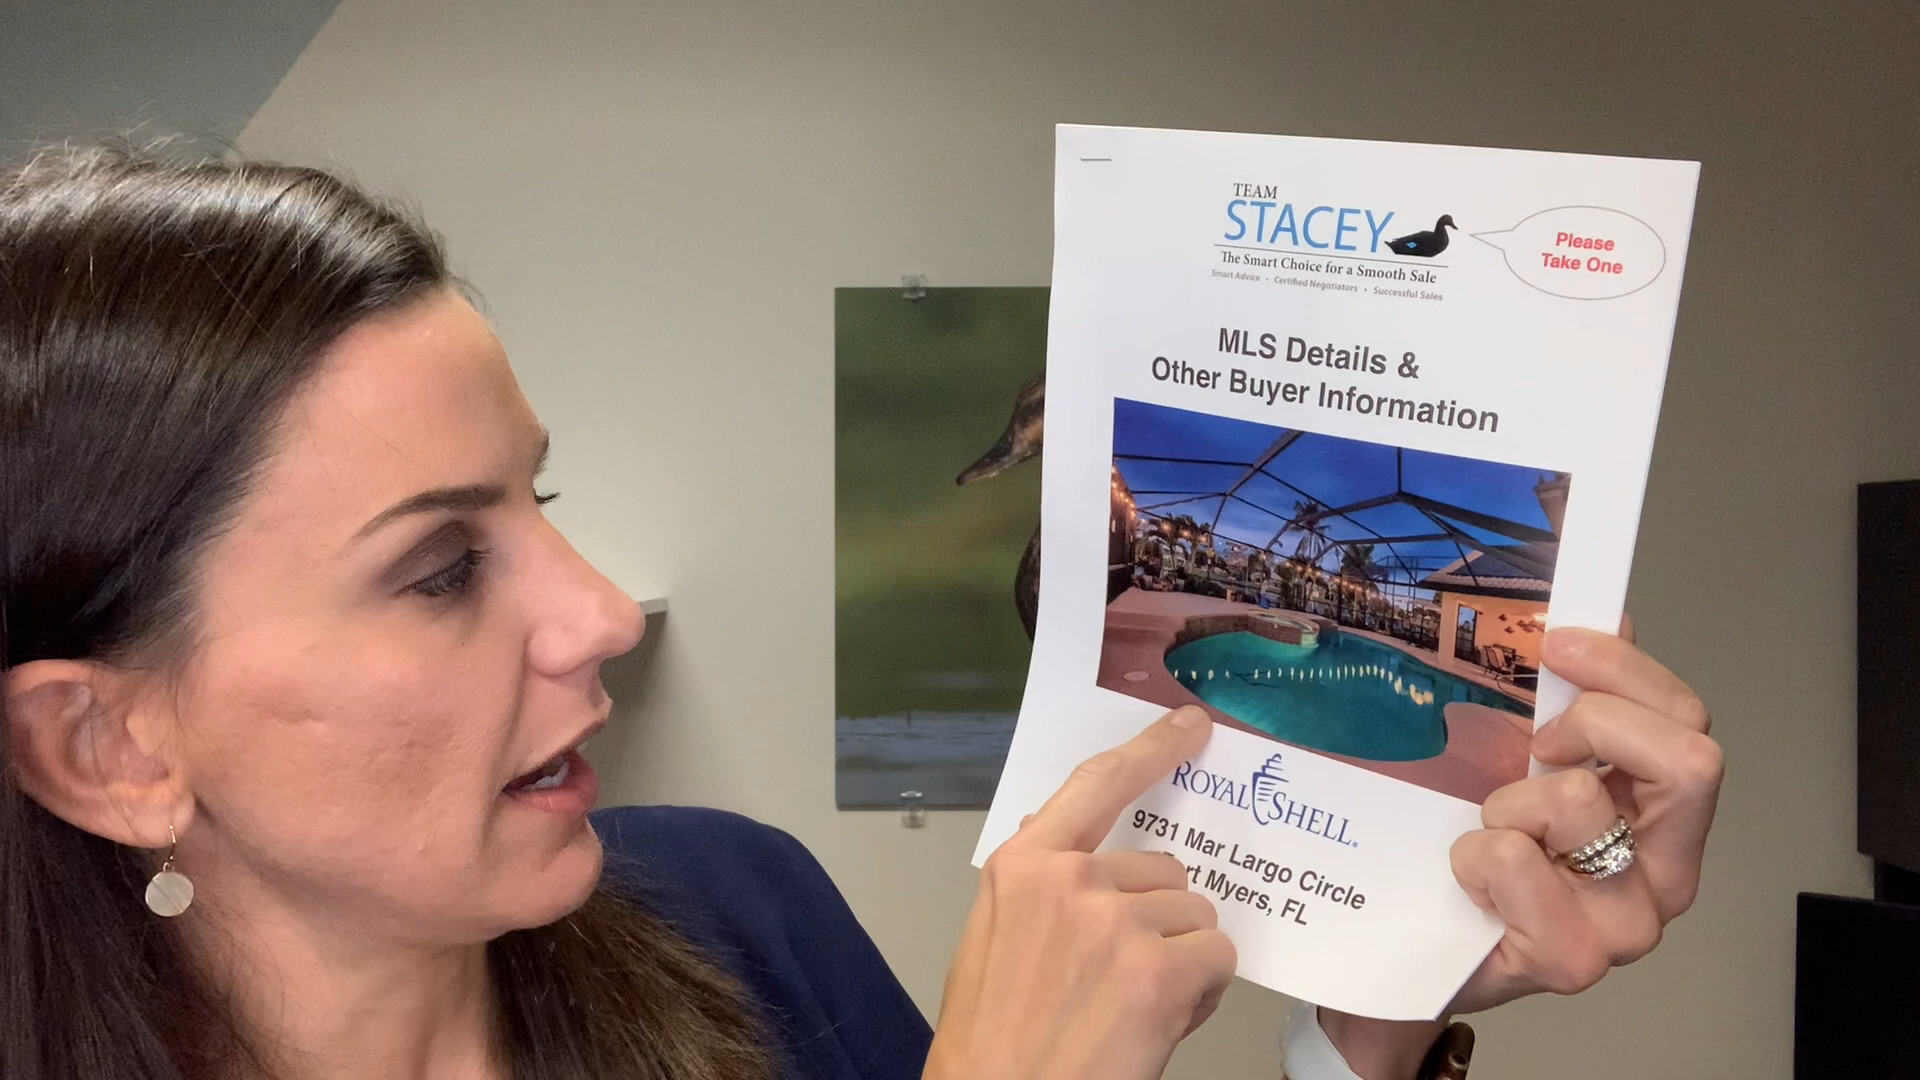 TEAM
STACEY
The Smart Choice for a Smooth Sale
Smart Advice • Certified Negotiators • Successful Sales
Please
Take One
MLS Details &
Other Buyer Information
ROYAL SHELL.
9731 Mar Largo Circle
Fort Myers, FL